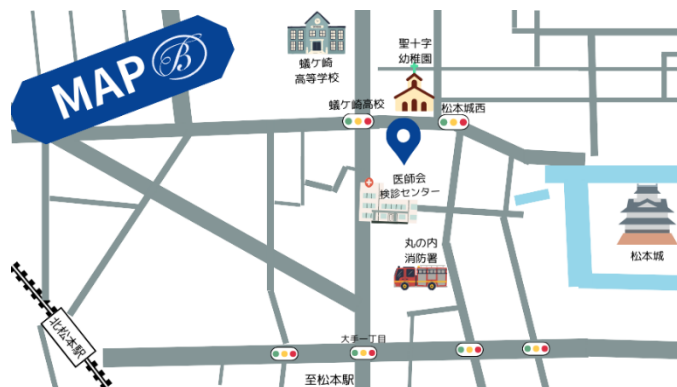 MAP B
蟻ケ崎
高等学校
聖十字
幼稚園
蟻ケ崎高校
松本城西
医師会
検診センター
丸の内
消防署
松本城
北松本駅
大手一丁目
至松本駅